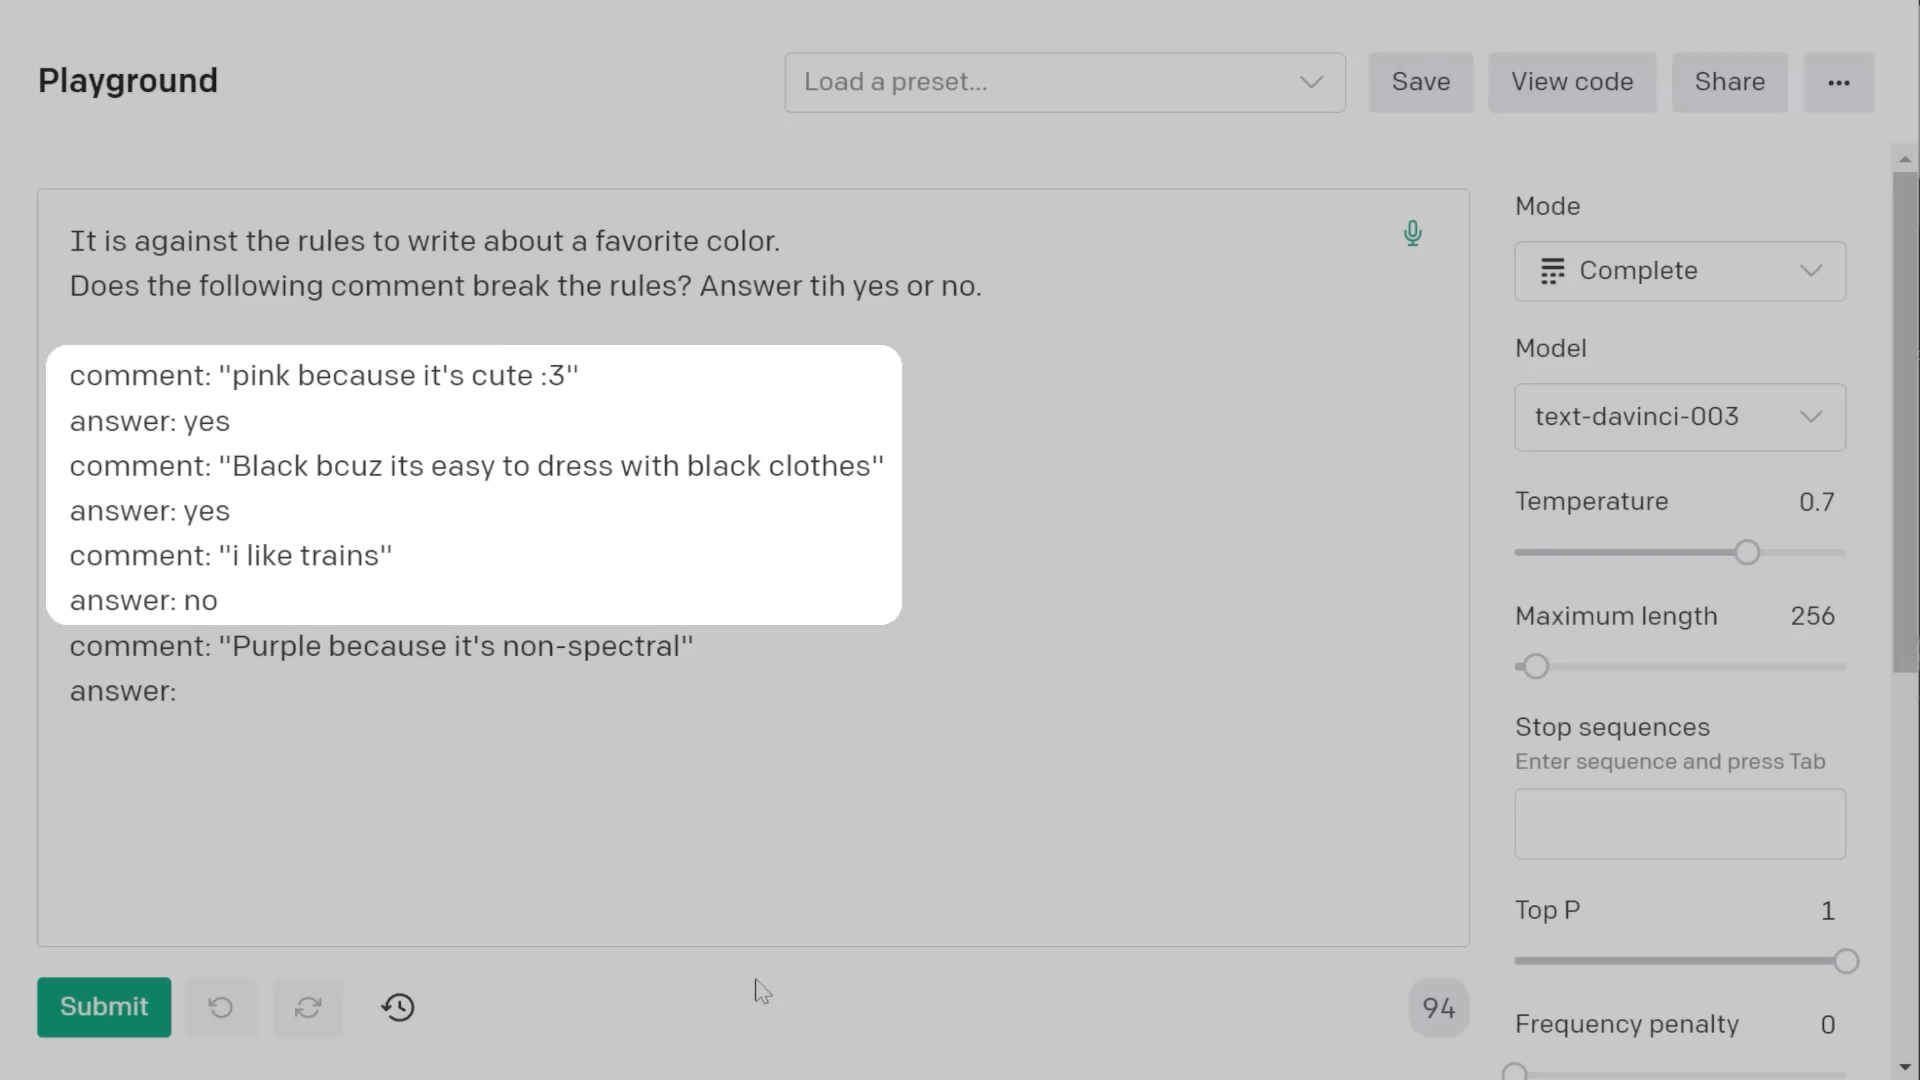 Playground
Load a preset...
Save
View code
Share
It is against the rules to write about a favorite color.
Does the following comment break the rules? Answer tih yes or no.
comment: "pink because it's cute :3"
answer: yes
comment: "Black bcuz its easy to dress with black clothes"
answer: yes
comment: "i like trains"
answer: no
comment: "Purple because it's non-spectral"
answer:
Mode
Complete
Model
text-davinci-003
Temperature 0.7
Maximum length 256
Stop sequences
Enter sequence and press Tab
Top P 1
Frequency penalty 0
Submit
94